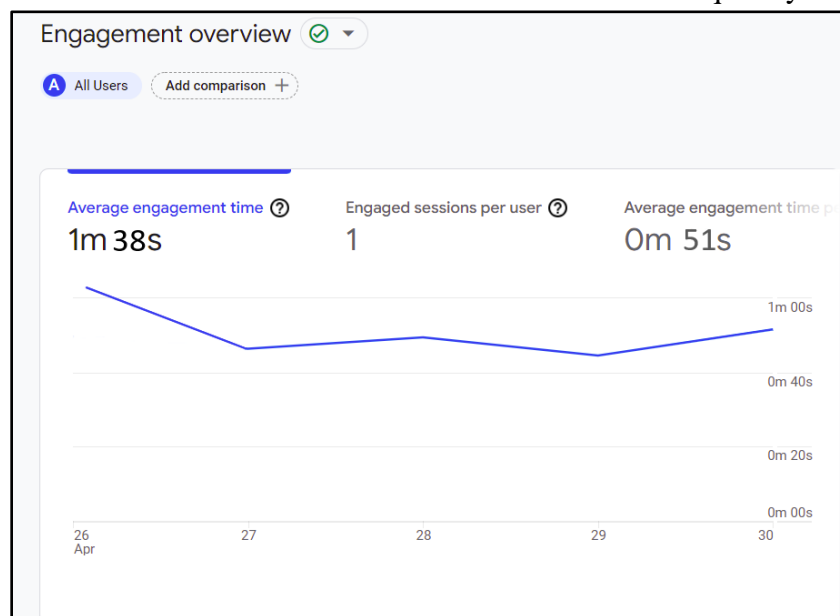 Engagement overview
A All Users Add comparison +
Average engagement time Engaged sessions per user Average engagement time
1m 38s 1 0m 51s
1m 00s
0m 40s
0m 20s
0m 00s
26 27 28 29 30
Apr